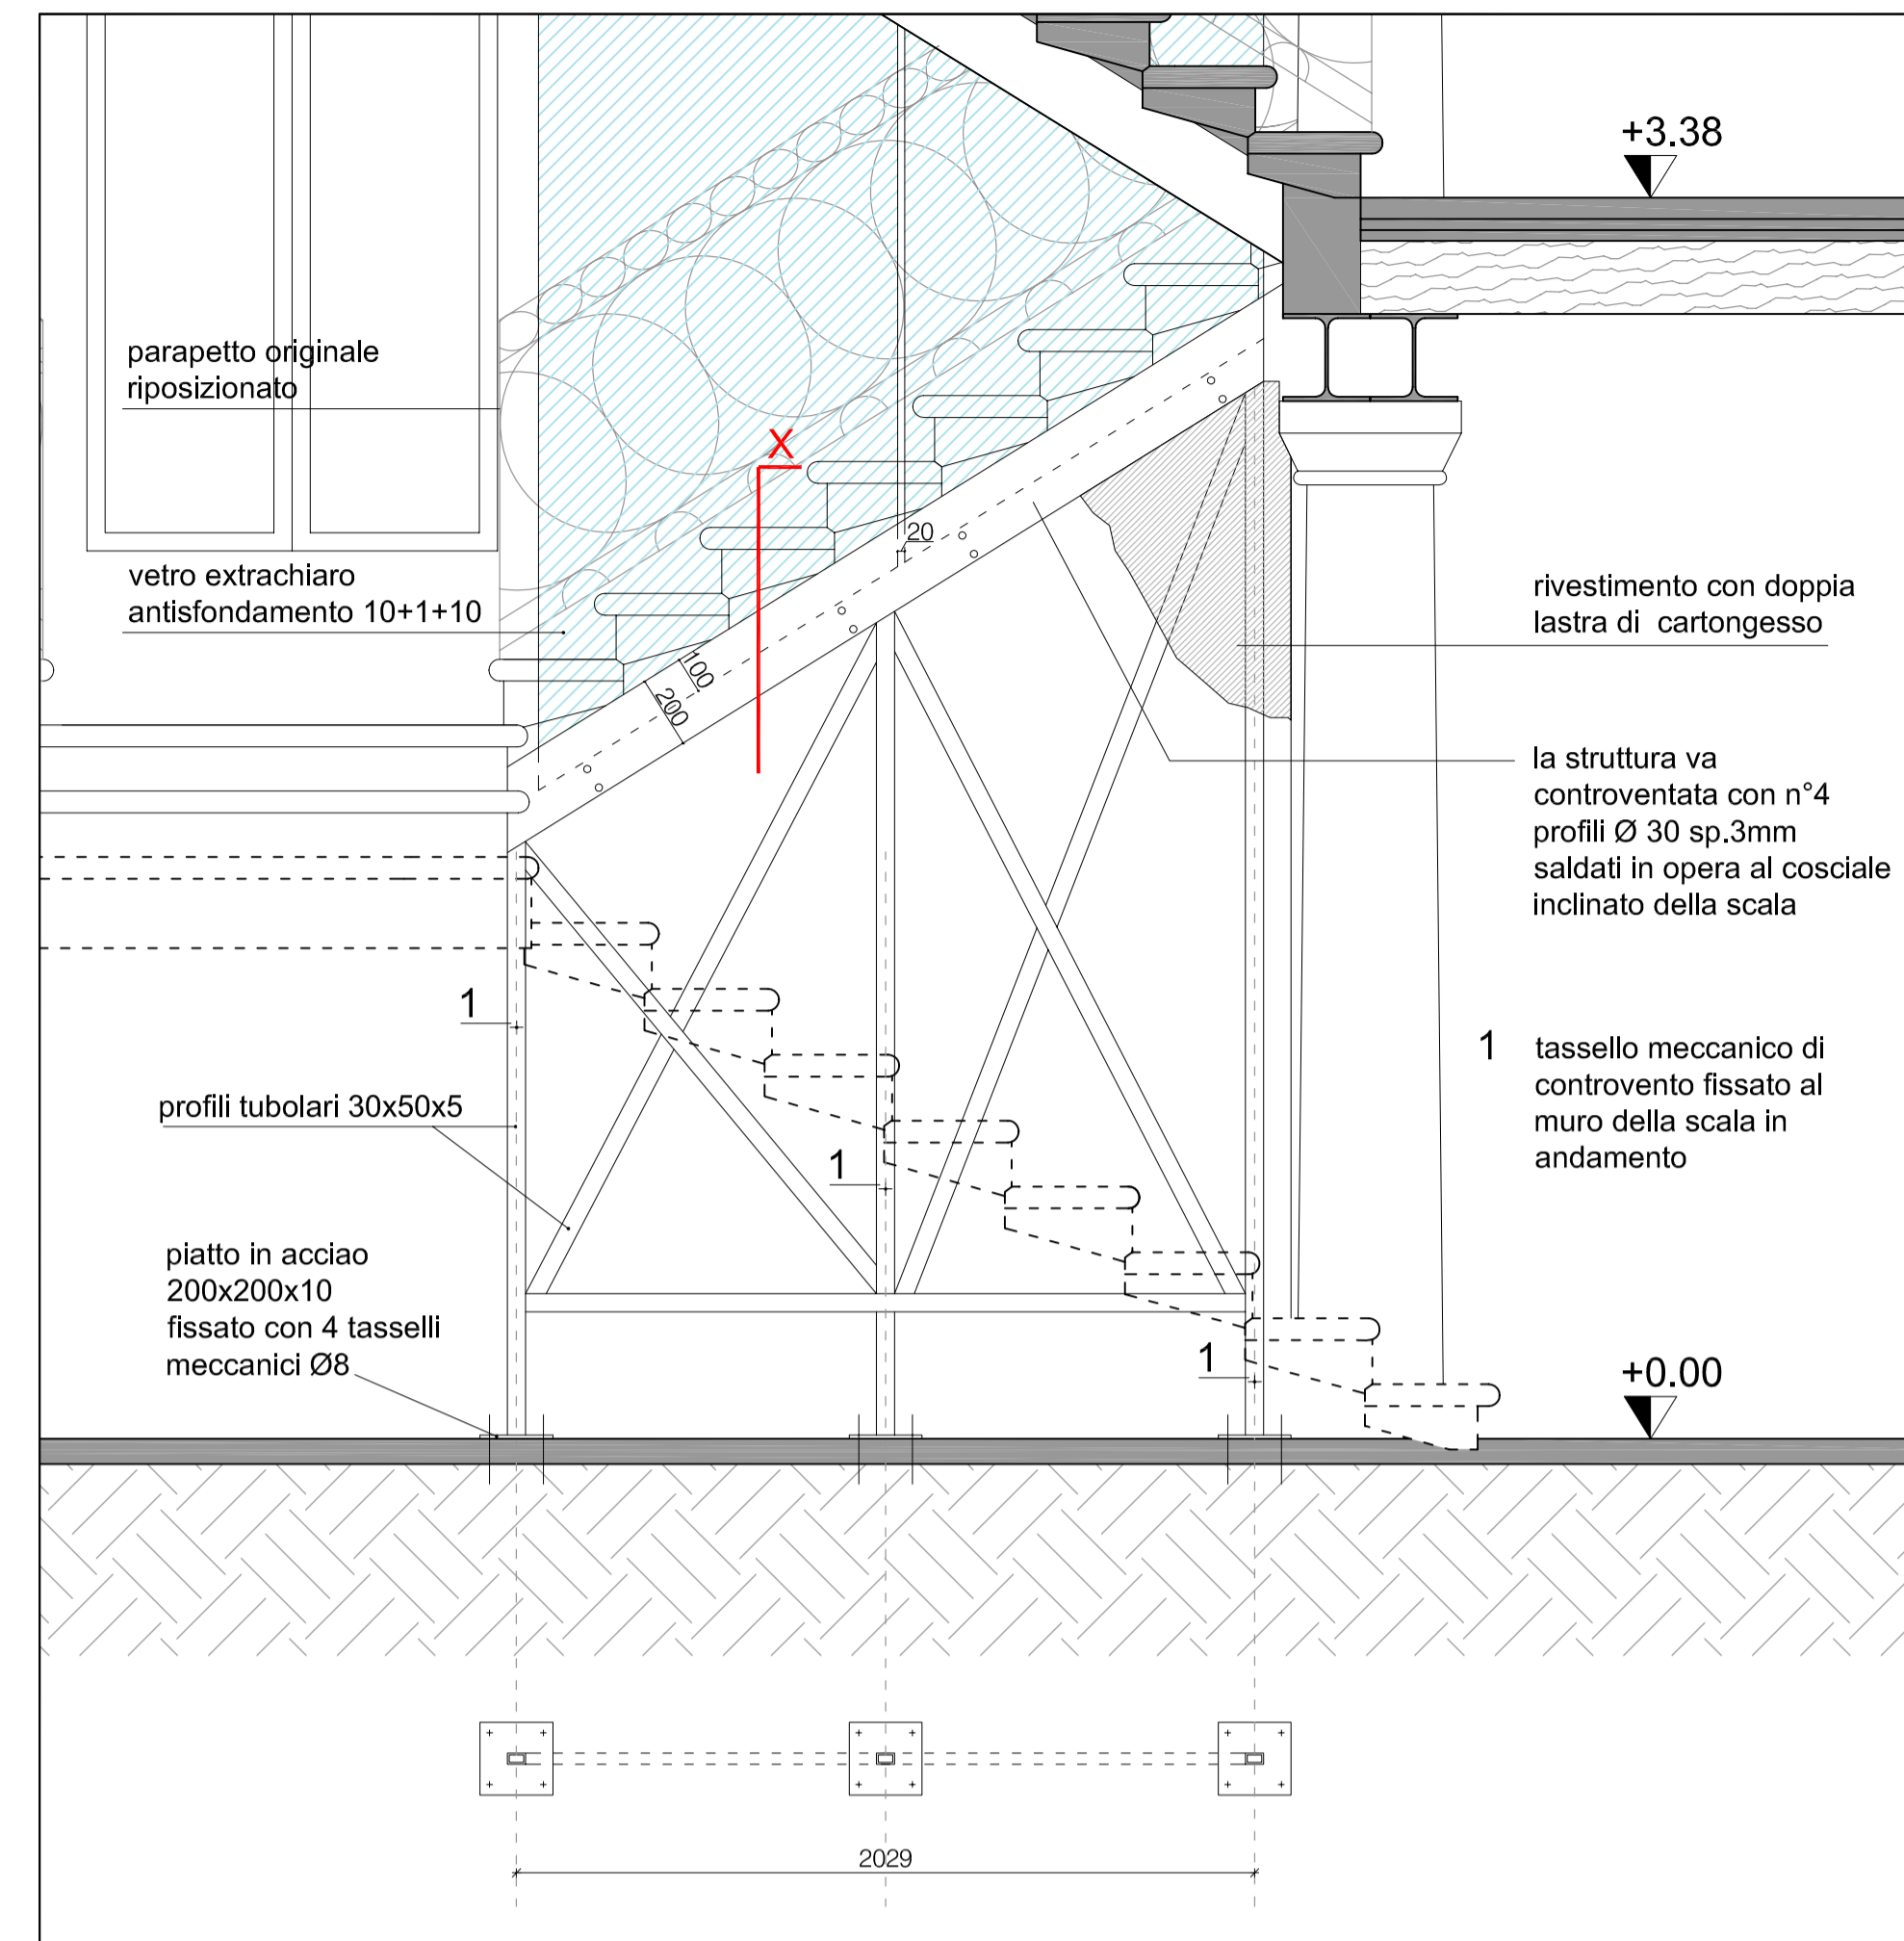 +3.38
parapetto originale
riposizionato
X
20
vetro extrachiaro
antisfondamento 10+1+10
rivestimento con doppia
lastra di cartongesso
100
200
la struttura va
controventata con n°4
profili Ø 30 sp.3mm
saldati in opera al cosciale
inclinato della scala
1
1 tassello meccanico di
controvento fissato al
muro della scala in
andamento
profili tubolari 30x50x5
1
piatto in acciao
200x200x10
fissato con 4 tasselli
meccanici Ø8
1
+0.00
2029